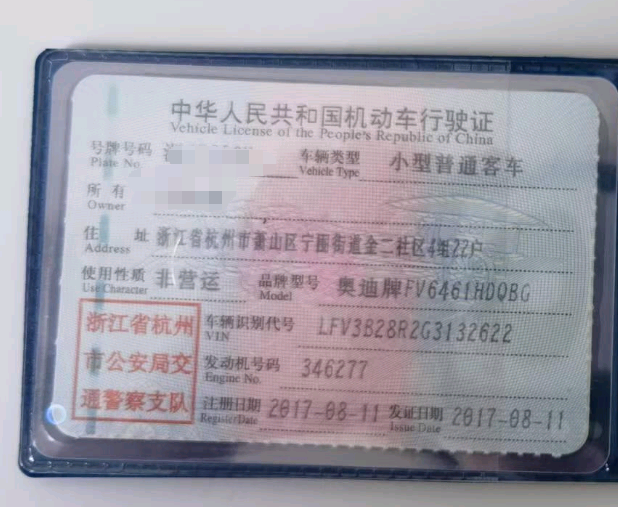 中华人民共和国机动车行驶证
Vehicle License of the People's Republic of China
号牌号码 车辆类型 小型普通客车
Plate No. Vehicle Type
所有
Owner
住 址 浙江省杭州市萧山区宁围街道金二社区4组22户
Address
使用性质 非营运 品牌型号 奥迪牌FV6461HDQBG
Use Character Model
浙江省杭州 车辆识别代号 LFV3B28R2G3132622
VIN
市公安局交 发动机号码 346277
Engine No.
通警察支队 注册日期 2017-08-11 发证日期 2017-08-11
Register Date Issue Date